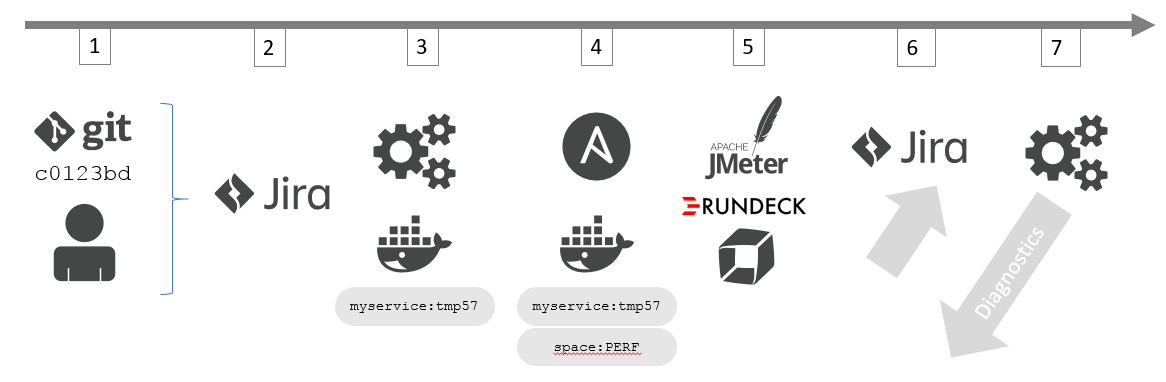 1
2
3
4
5
6
7
git
c0123bd
Jira
myservice:tmp57
myservice:tmp57
space:PERF
APACHE
JMeter
RUNDECK
Jira
Diagnostics